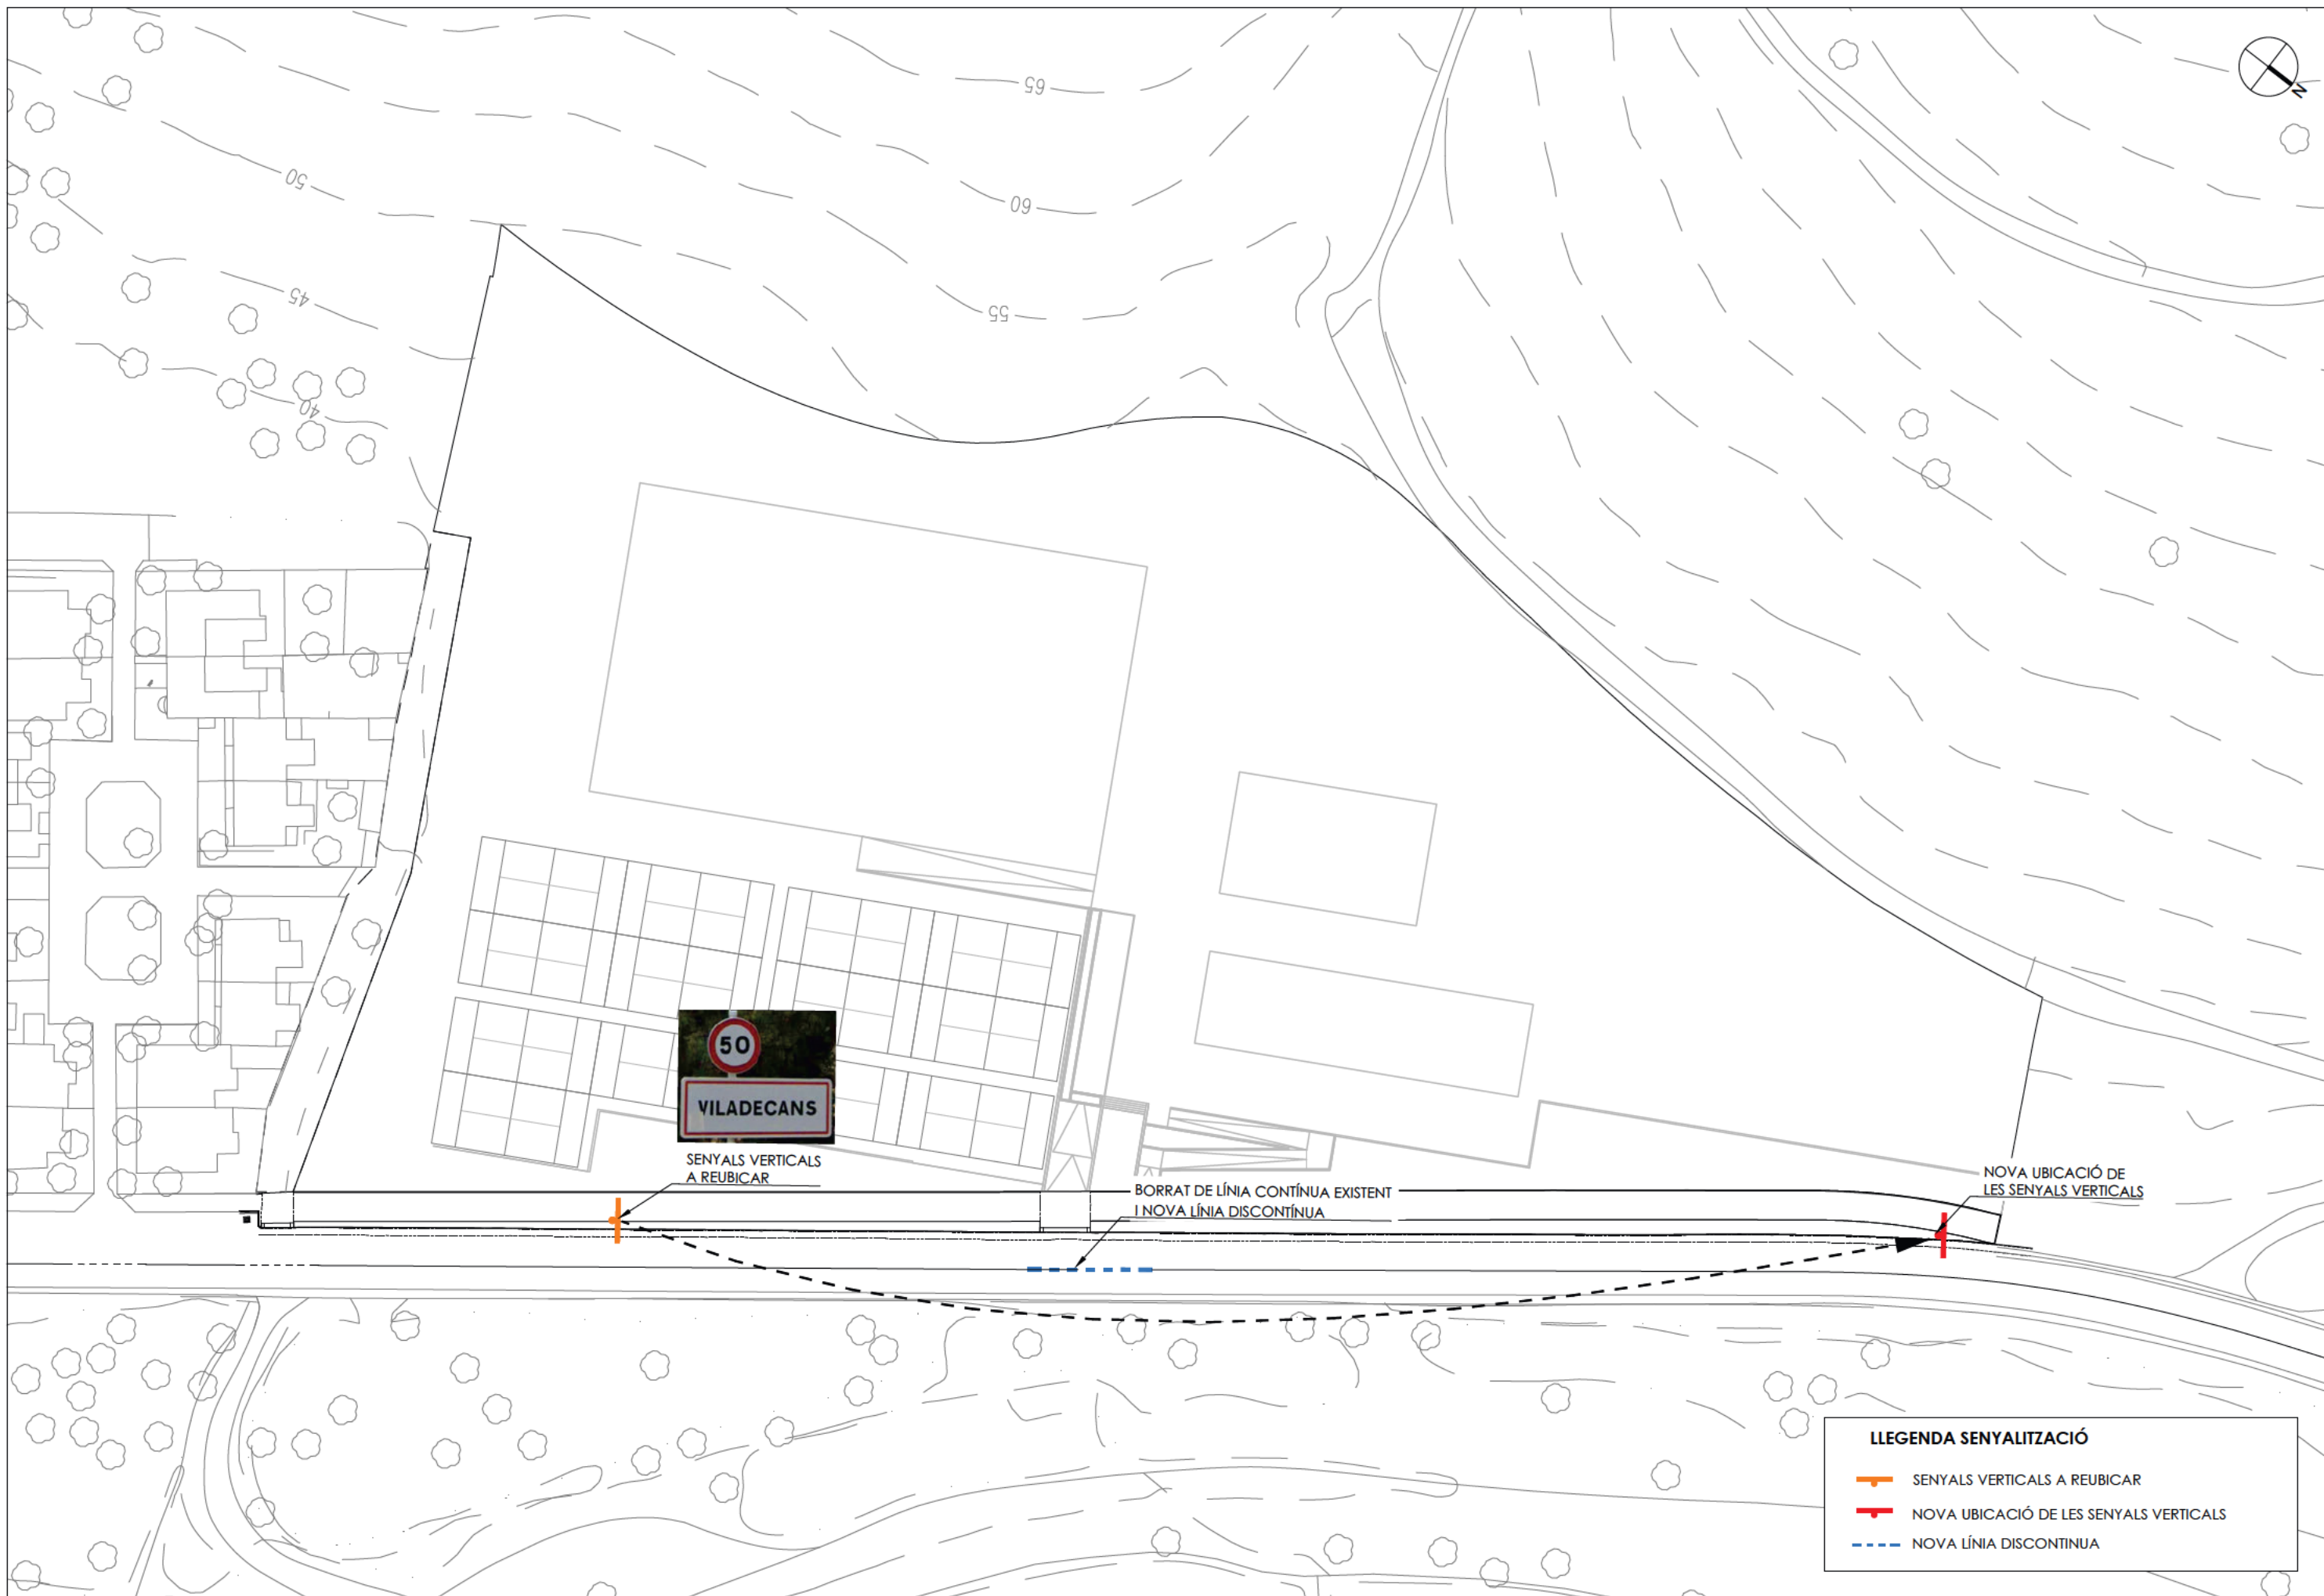 N
65
60
55
50
45
40
50
VILADECANS
SENYALS VERTICALS
A REUBICAR
BORRAT DE LÍNIA CONTÍNUA EXISTENT
I NOVA LÍNIA DISCONTÍNUA
NOVA UBICACIÓ DE
LES SENYALS VERTICALS
LLEGENDA SENYALITZACIÓ
SENYALS VERTICALS A REUBICAR
NOVA UBICACIÓ DE LES SENYALS VERTICALS
NOVA LÍNIA DISCONTINUA